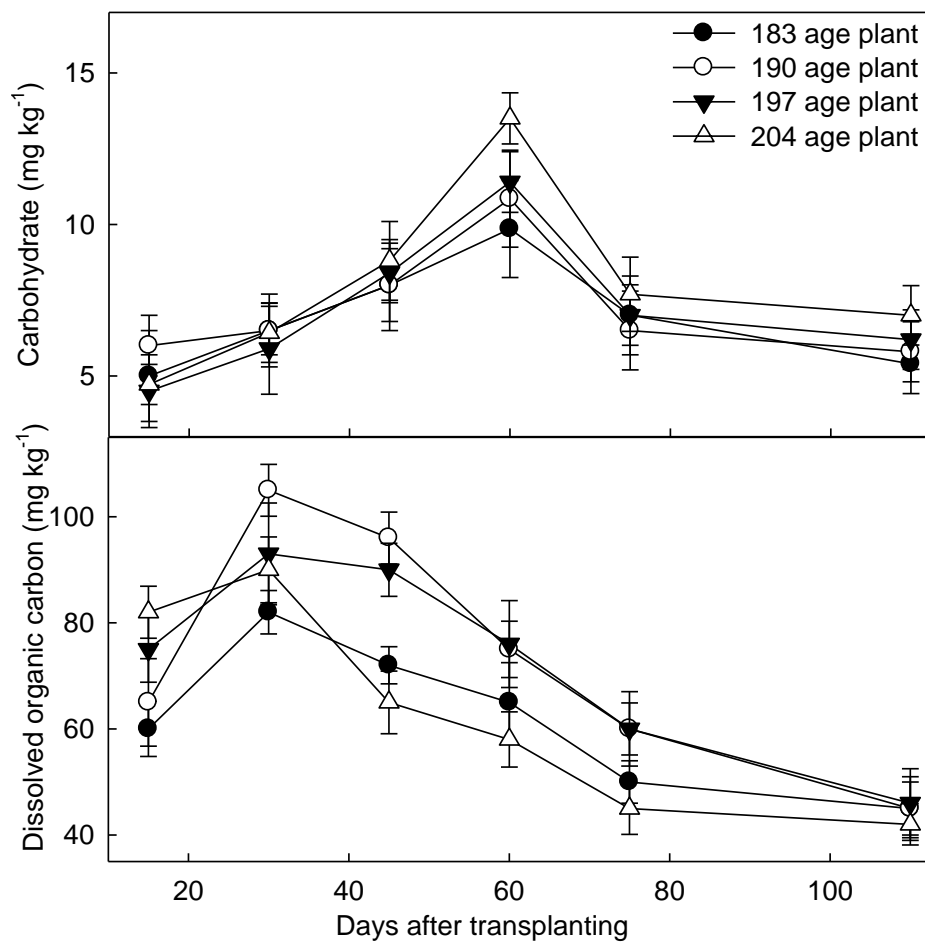 183 age plant
190 age plant
197 age plant
204 age plant
15
10
5
Carbohydrate (mg kg⁻¹)
100
80
60
40
Dissolved organic carbon (mg kg⁻¹)
20 40 60 80 100
Days after transplanting